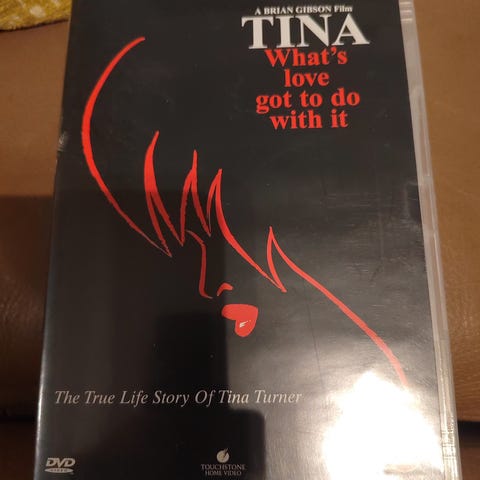 A BRIAN GIBSON Film
TINA
What's
love
got to do
with it
The True Life Story Of Tina Turner
DVD
VIDEO
TOUCHSTONE
HOME VIDEO